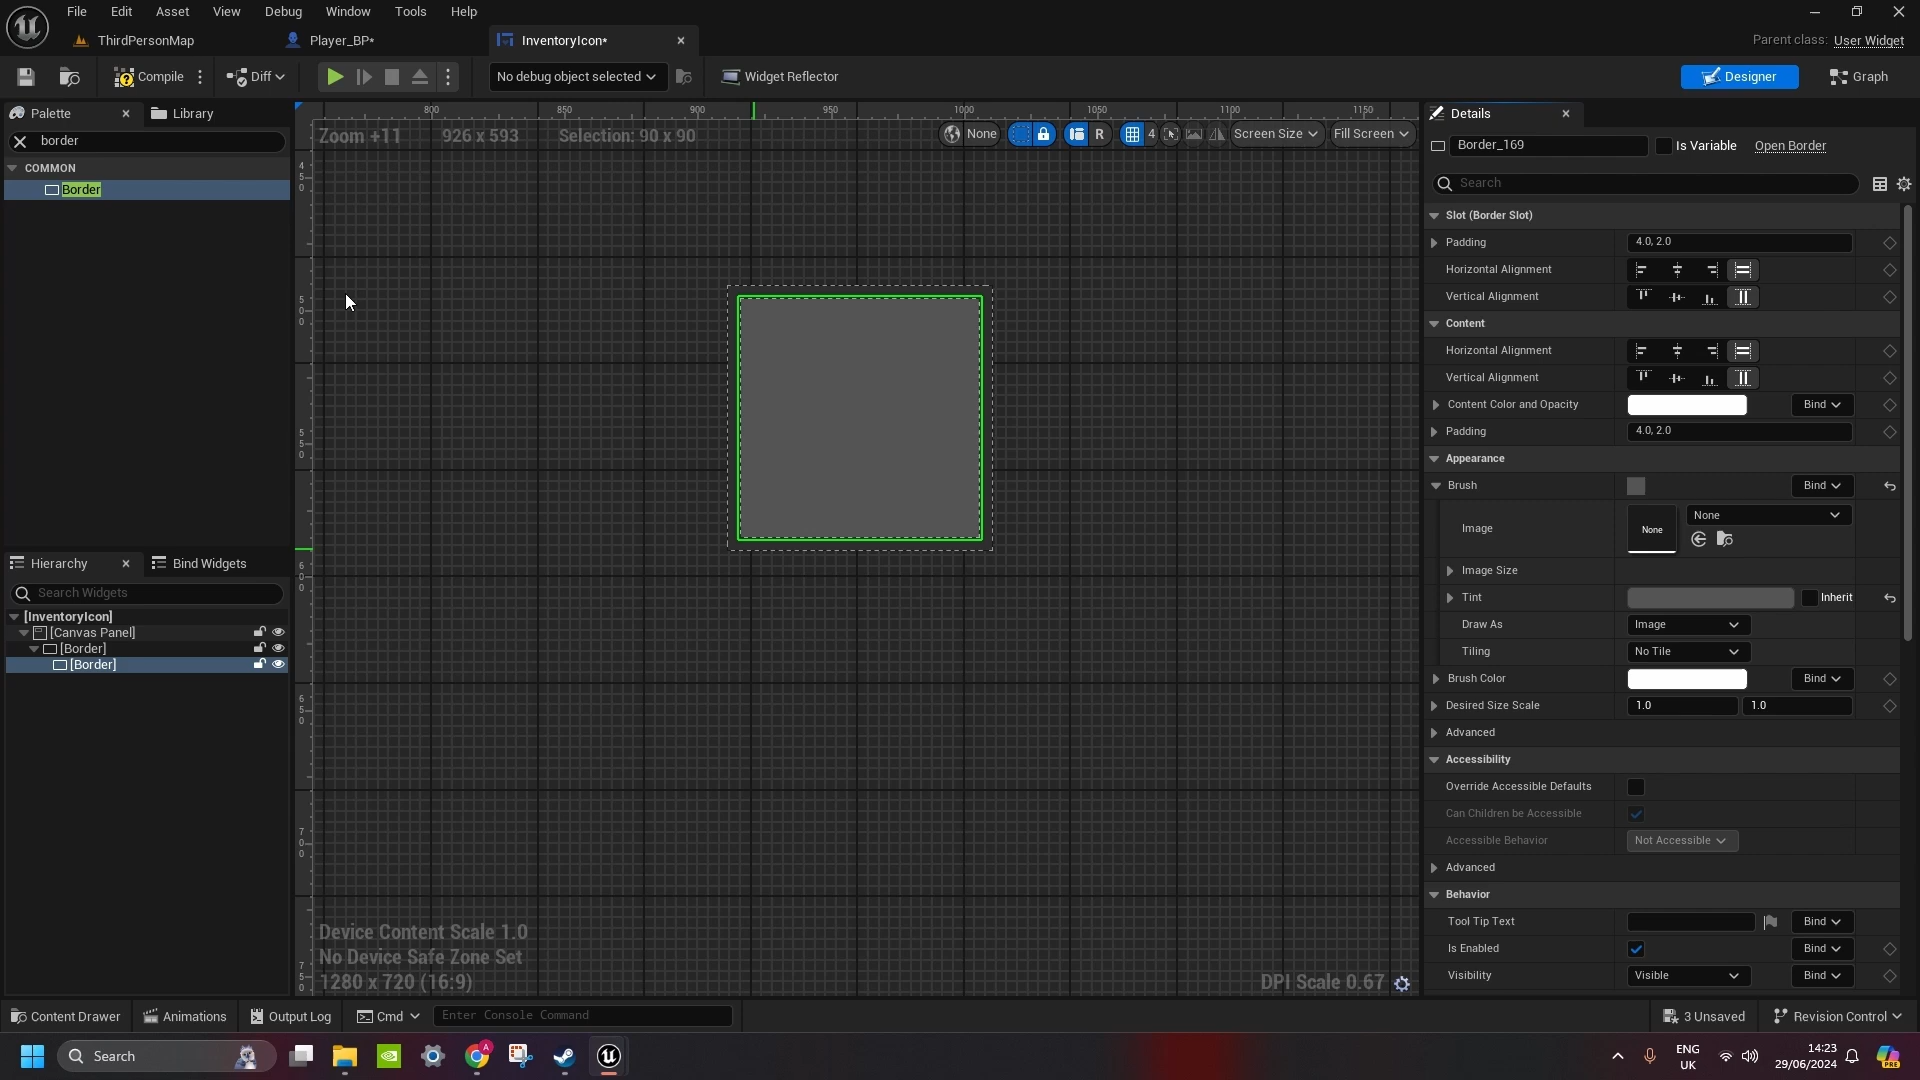 File Edit Asset View Debug Window Tools Help
ThirdPersonMap Player_BP* InventoryIcon* Parent class: User Widget
Compile Diff No debug object selected Widget Reflector Designer Graph
Palette Library
border
COMMON
Border
800 850 900 950 1000 1050 1100 1150
Zoom +11 926 x 593 Selection: 90 x 90 None R 4 Screen Size Fill Screen
450
500
550
600
650
700
750
Device Content Scale 1.0
No Device Safe Zone Set
1280 x 720 (16:9) DPI Scale 0.67
Hierarchy Bind Widgets
Search Widgets
[InventoryIcon]
[Canvas Panel]
[Border]
[Border]
Details
Border_169 Is Variable Open Border
Search
Slot (Border Slot)
Padding 4.0, 2.0
Horizontal Alignment
Vertical Alignment
Content
Horizontal Alignment
Vertical Alignment
Content Color and Opacity Bind
Padding 4.0, 2.0
Appearance
Brush Bind
Image None None
Image Size
Tint Inherit
Draw As Image
Tiling No Tile
Brush Color Bind
Desired Size Scale 1.0 1.0
Advanced
Accessibility
Override Accessible Defaults
Can Children be Accessible
Accessible Behavior Not Accessible
Advanced
Behavior
Tool Tip Text Bind
Is Enabled Bind
Visibility Visible Bind
Content Drawer Animations Output Log Cmd Enter Console Command 3 Unsaved Revision Control
Search ENG UK 14:23 29/06/2024 PRE